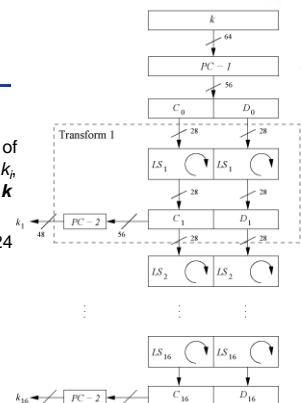 k
64
PC – 1
56
C0 D0
28 28
Transform 1
of
ki,
k
24
LS1 LS1
28 28
k1 48 PC – 2 56 C1 D1
28 28
LS2 LS2
⋮ ⋮ ⋮
LS16 LS16
k16 PC – 2 C16 D16